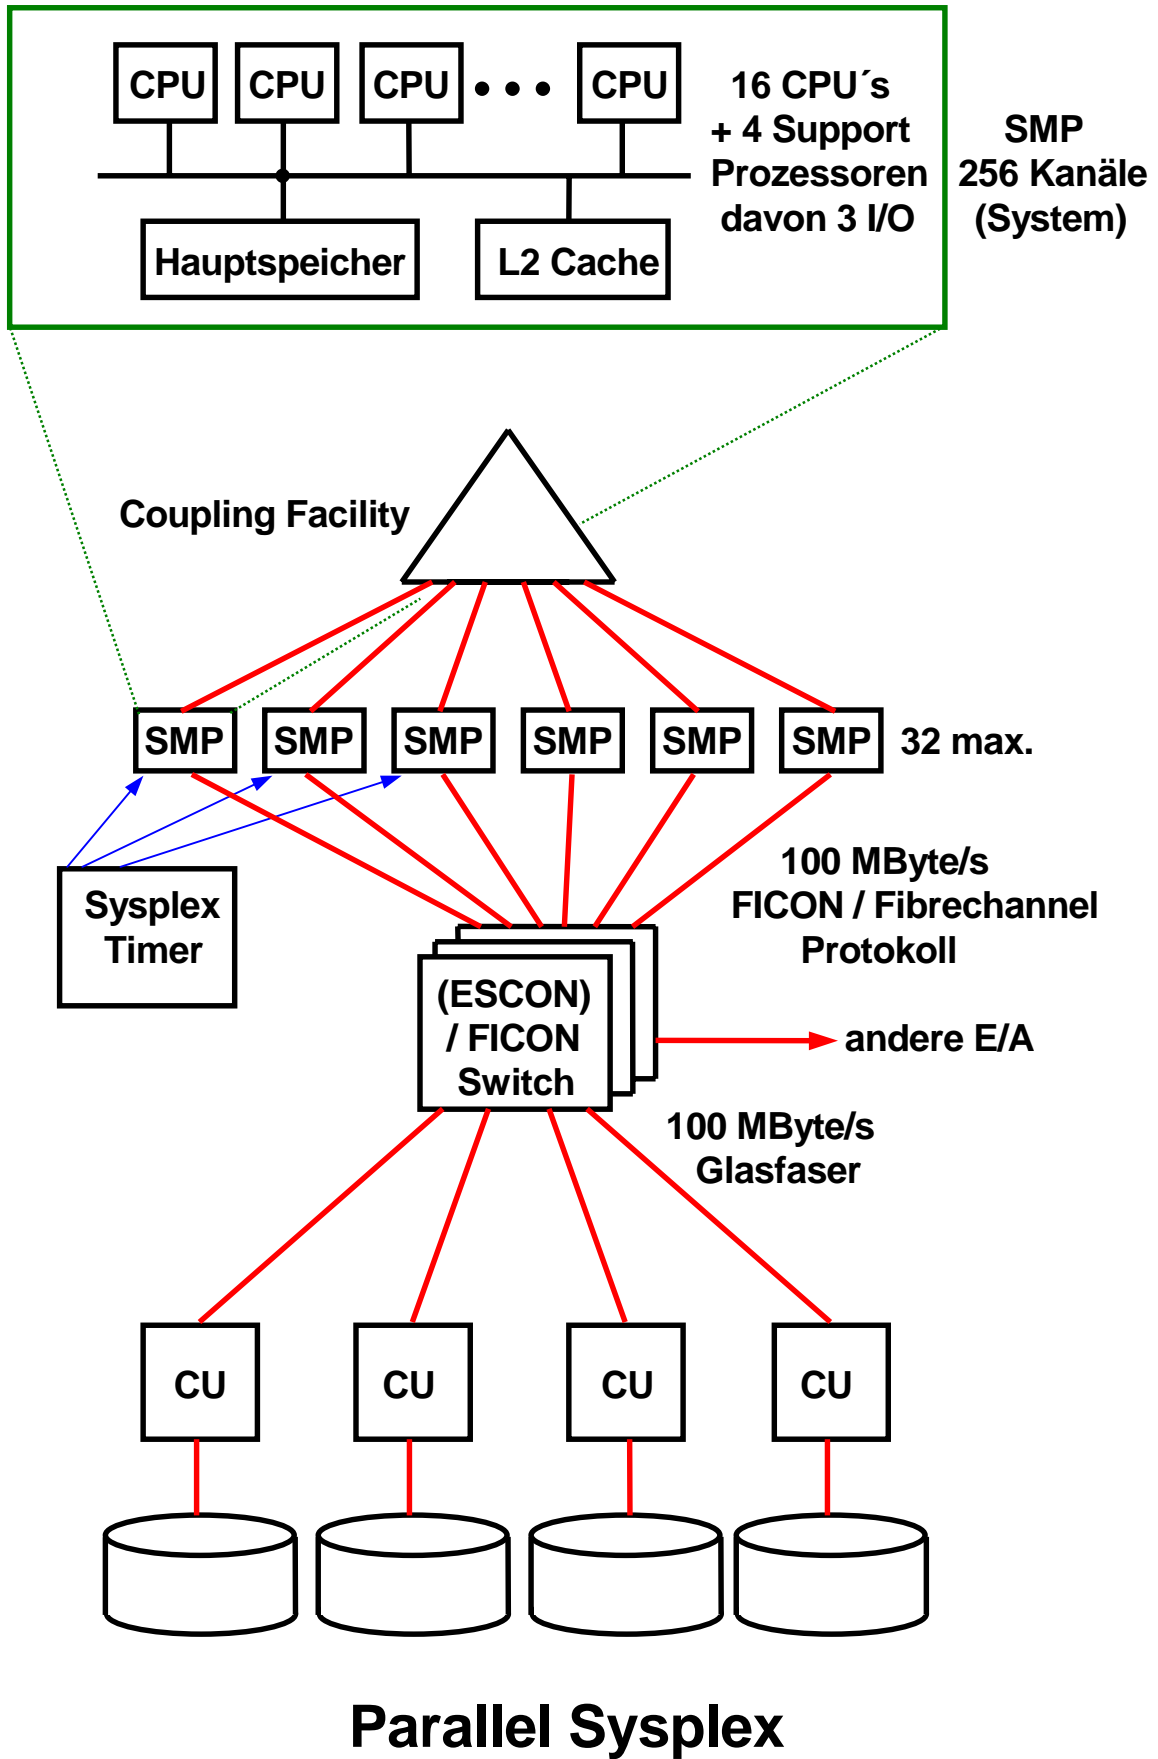 CPU CPU CPU CPU
16 CPU´s
+ 4 Support
Prozessoren
davon 3 I/O
SMP
256 Kanäle
(System)
Hauptspeicher
L2 Cache
Coupling Facility
SMP SMP SMP SMP SMP SMP
32 max.
Sysplex
Timer
100 MByte/s
FICON / Fibrechannel
Protokoll
(ESCON)
/ FICON
Switch
andere E/A
100 MByte/s
Glasfaser
CU CU CU CU
Parallel Sysplex